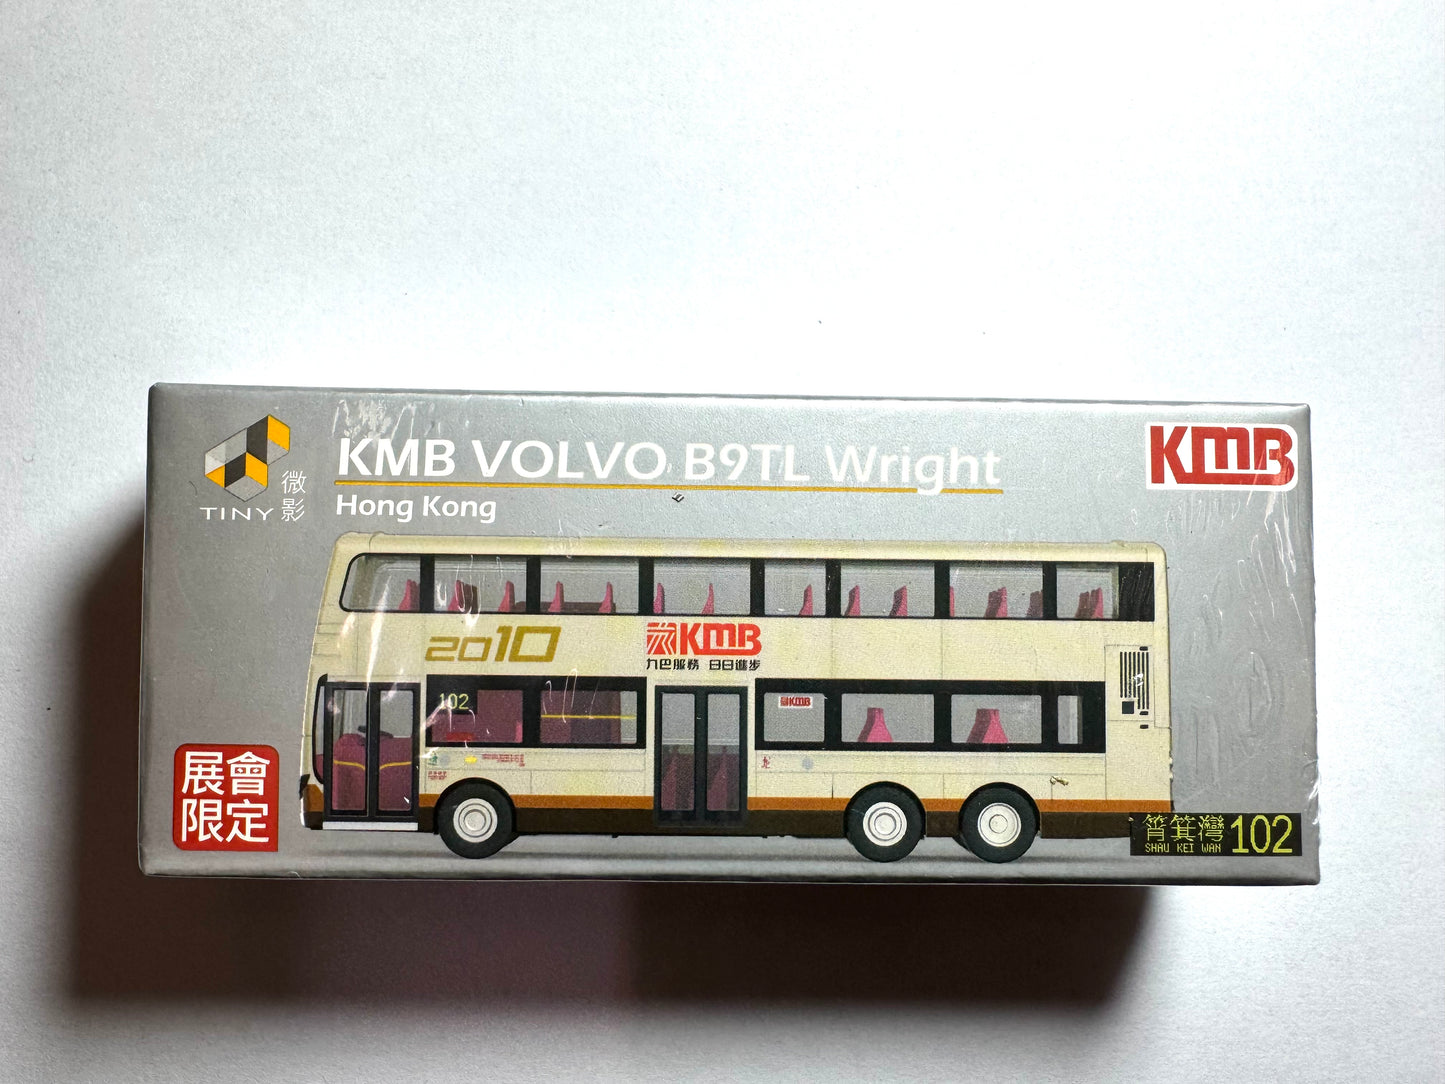 KMB VOLVO B9TL Wright
Hong Kong
TINY 微影
KMB
2010
KMB
九巴服務 日日進步
102
KMB
展會
限定
筲箕灣 102
SHAU KEI WAN